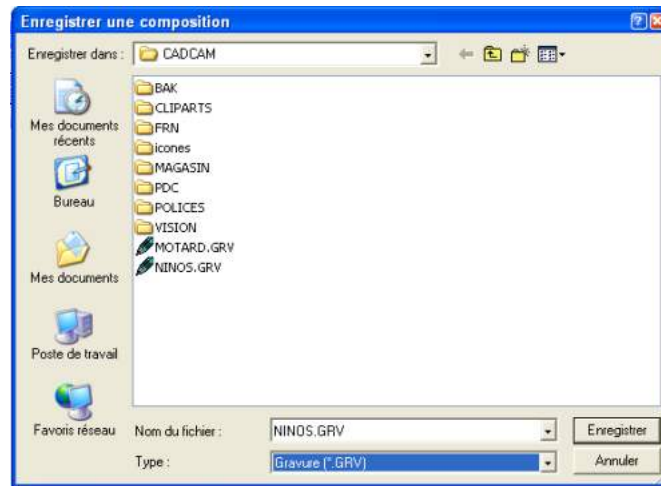 Enregistrer une composition
Enregistrer dans :
CADCAM
Mes documents
récents
Bureau
Mes documents
Poste de travail
Favoris réseau
BAK
CLIPARTS
FRN
icones
MAGASIN
PDC
POLICES
VISION
MOTARD.GRV
NINOS.GRV
Nom du fichier :
NINOS.GRV
Enregistrer
Type :
Gravure (*.GRV)
Annuler